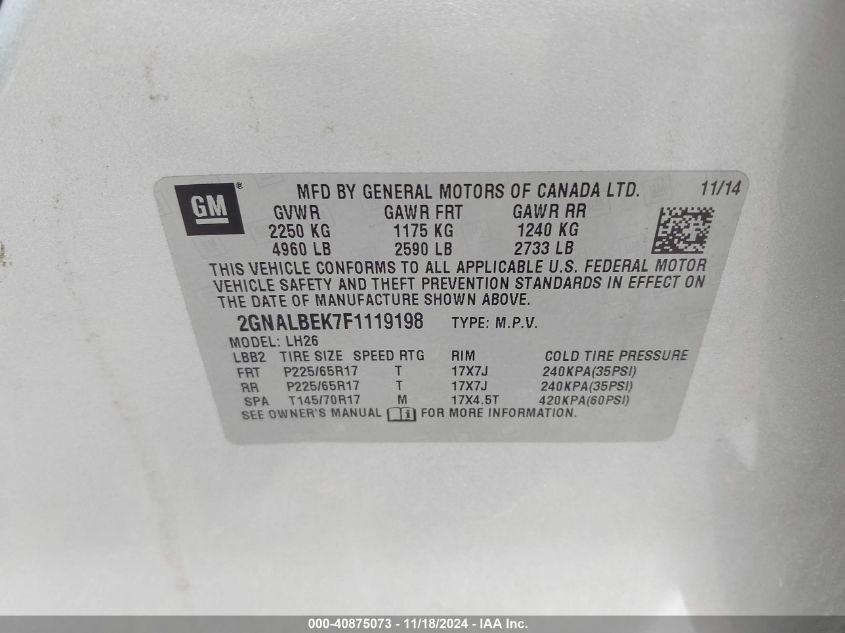 GM ® MFD BY GENERAL MOTORS OF CANADA LTD. 11/14
GVWR GAWR FRT GAWR RR
2250 KG 1175 KG 1240 KG
4960 LB 2590 LB 2733 LB
THIS VEHICLE CONFORMS TO ALL APPLICABLE U.S. FEDERAL MOTOR
VEHICLE SAFETY AND THEFT PREVENTION STANDARDS IN EFFECT ON
THE DATE OF MANUFACTURE SHOWN ABOVE.
2GNALBEK7F1119198 TYPE: M.P.V.
MODEL: LH26
LBB2 TIRE SIZE SPEED RTG RIM COLD TIRE PRESSURE
FRT P225/65R17 T 17X7J 240KPA(35PSI)
RR P225/65R17 T 17X7J 240KPA(35PSI)
SPA T145/70R17 M 17X4.5T 420KPA(60PSI)
SEE OWNER'S MANUAL FOR MORE INFORMATION.
000-40875073 - 11/18/2024 - IAA Inc.